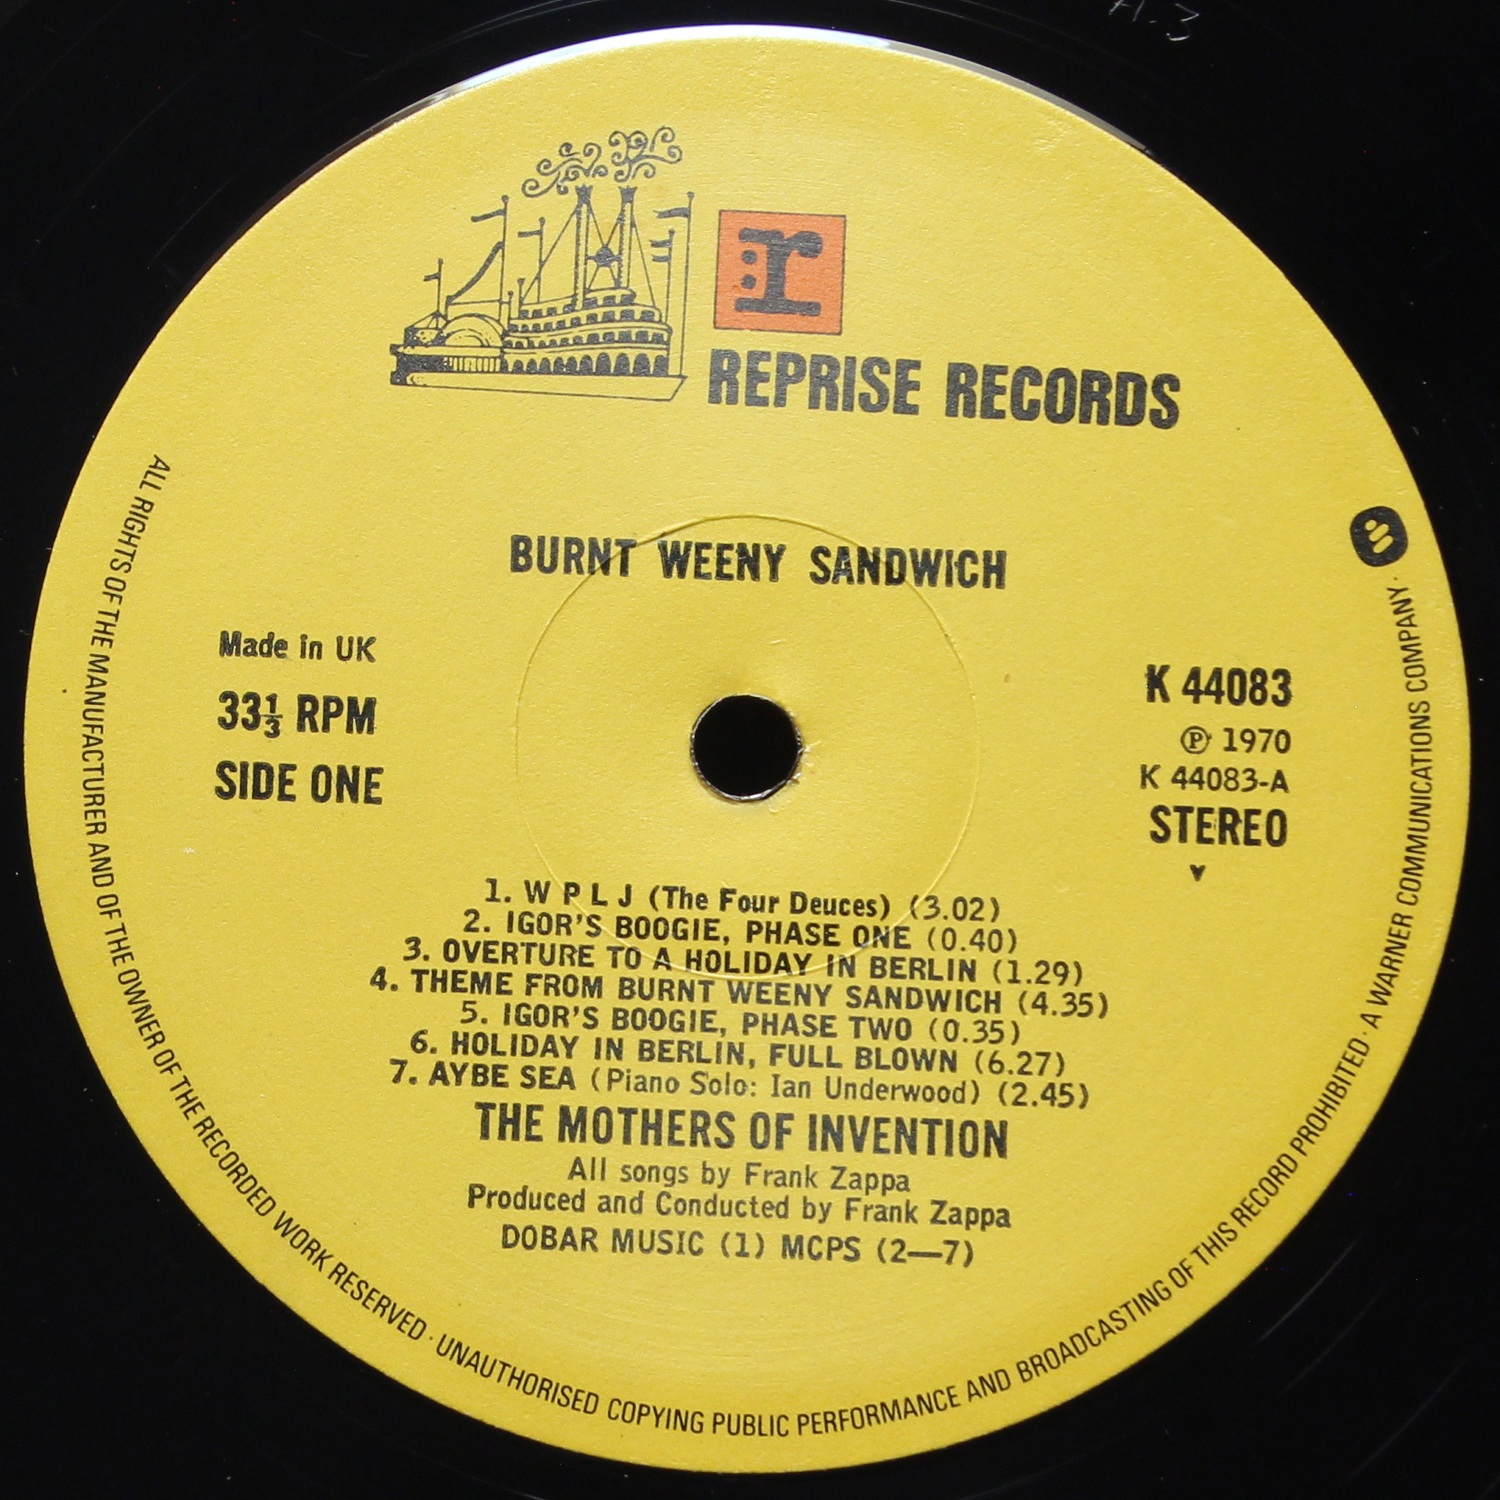 A.3
r
REPRISE RECORDS
BURNT WEENY SANDWICH
Made in UK
33⅓ RPM
SIDE ONE
K 44083
Ⓟ 1970
K 44083-A
STEREO
1. W P L J (The Four Deuces) (3.02)
2. IGOR'S BOOGIE, PHASE ONE (0.40)
3. OVERTURE TO A HOLIDAY IN BERLIN (1.29)
4. THEME FROM BURNT WEENY SANDWICH (4.35)
5. IGOR'S BOOGIE, PHASE TWO (0.35)
6. HOLIDAY IN BERLIN, FULL BLOWN (6.27)
7. AYBE SEA (Piano Solo: Ian Underwood) (2.45)
THE MOTHERS OF INVENTION
All songs by Frank Zappa
Produced and Conducted by Frank Zappa
DOBAR MUSIC (1) MCPS (2—7)
ALL RIGHTS OF THE MANUFACTURER AND OF THE OWNER OF THE RECORDED WORK RESERVED · UNAUTHORISED COPYING PUBLIC PERFORMANCE AND BROADCASTING OF THIS RECORD PROHIBITED · A WARNER COMMUNICATIONS COMPANY ·